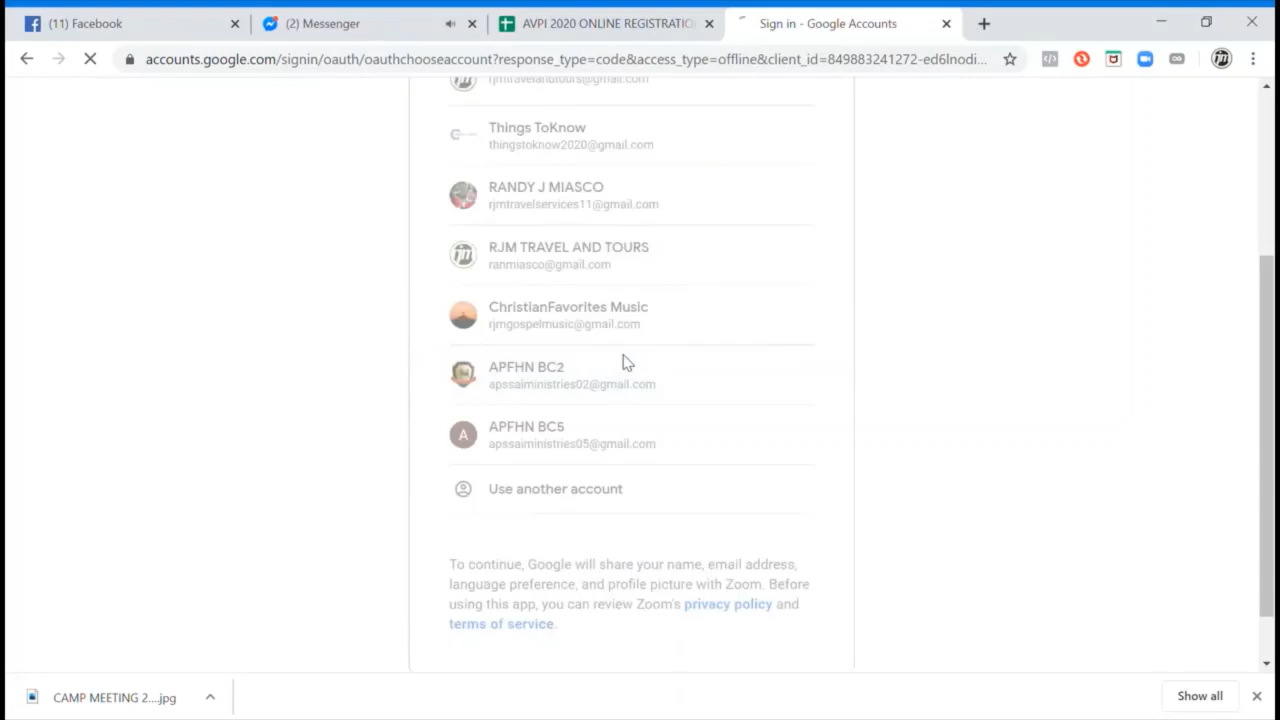 (11) Facebook
(2) Messenger
AVPI 2020 ONLINE REGISTRATIO
Sign in - Google Accounts
accounts.google.com/signin/oauth/oauthchooseaccount?response_type=code&access_type=offline&client_id=849883241272-ed6lnodi...
rjmtravelandtours@gmail.com
Things ToKnow
thingstoknow2020@gmail.com
RANDY J MIASCO
rjmtravelservices11@gmail.com
RJM TRAVEL AND TOURS
ranmiasco@gmail.com
ChristianFavorites Music
rjmgospelmusic@gmail.com
APFHN BC2
apssaiministries02@gmail.com
A
APFHN BC5
apssaiministries05@gmail.com
Use another account
To continue, Google will share your name, email address,
language preference, and profile picture with Zoom. Before
using this app, you can review Zoom's privacy policy and
terms of service.
CAMP MEETING 2....jpg
Show all